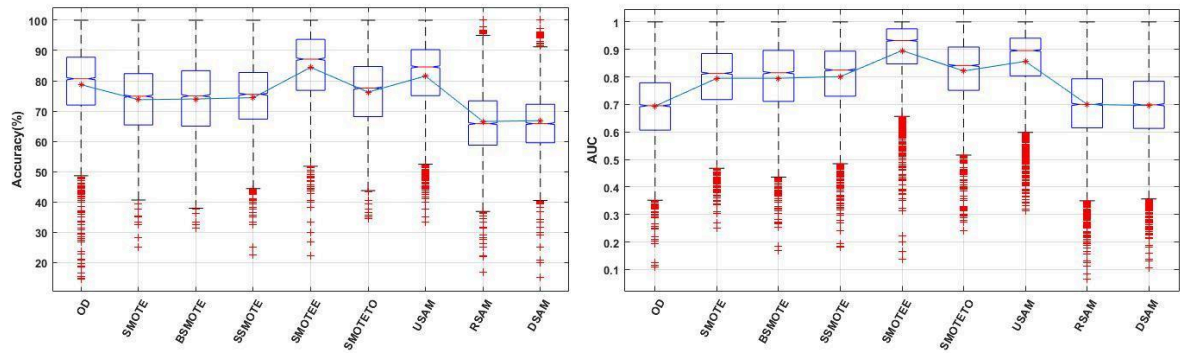 Accuracy(%)
100
90
80
70
60
50
40
30
20
OD
SMOTE
BSMOTE
SSMOTE
SMOTEE
SMOTETO
USAM
RSAM
DSAM
AUC
1
0.9
0.8
0.7
0.6
0.5
0.4
0.3
0.2
0.1
OD
SMOTE
BSMOTE
SSMOTE
SMOTEE
SMOTETO
USAM
RSAM
DSAM